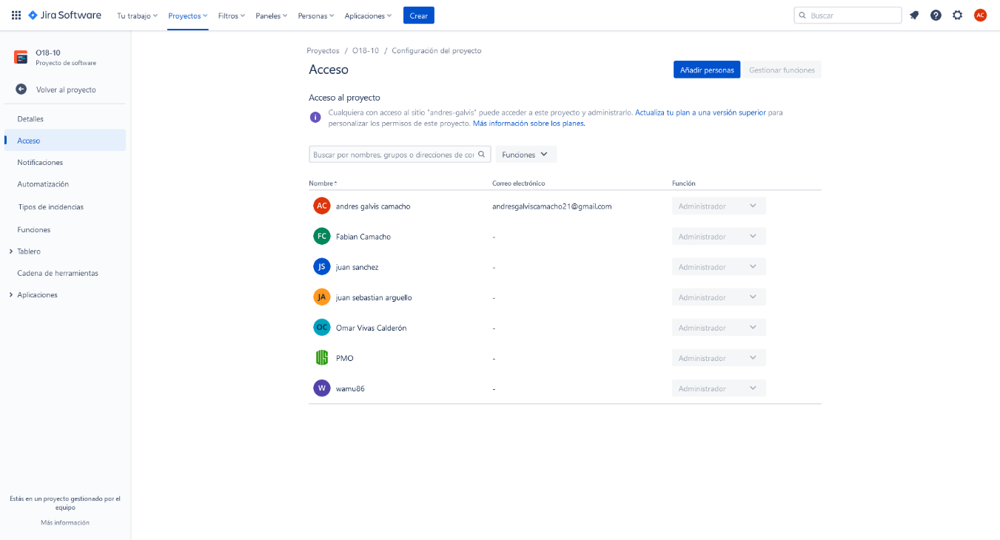 Jira Software
Tu trabajo
Proyectos
Filtros
Paneles
Personas
Aplicaciones
Crear
Buscar
AC
O18-10
Proyecto de software
Volver al proyecto
Detalles
Acceso
Notificaciones
Automatización
Tipos de incidencias
Funciones
Tablero
Cadena de herramientas
Aplicaciones
Estás en un proyecto gestionado por el
equipo
Más información
Proyectos / O18-10 / Configuración del proyecto
Acceso
Añadir personas
Gestionar funciones
Acceso al proyecto
Cualquiera con acceso al sitio "andres-galvis" puede acceder a este proyecto y administrarlo. Actualiza tu plan a una versión superior para
personalizar los permisos de este proyecto. Más información sobre los planes.
Buscar por nombres, grupos o direcciones de cor
Funciones
Nombre Correo electrónico Función
AC andres galvis camacho andresgalviscamacho21@gmail.com Administrador
FC Fabian Camacho - Administrador
JS juan sanchez - Administrador
JA juan sebastian arguello - Administrador
OC Omar Vivas Calderón - Administrador
PMO - Administrador
W wamu86 - Administrador